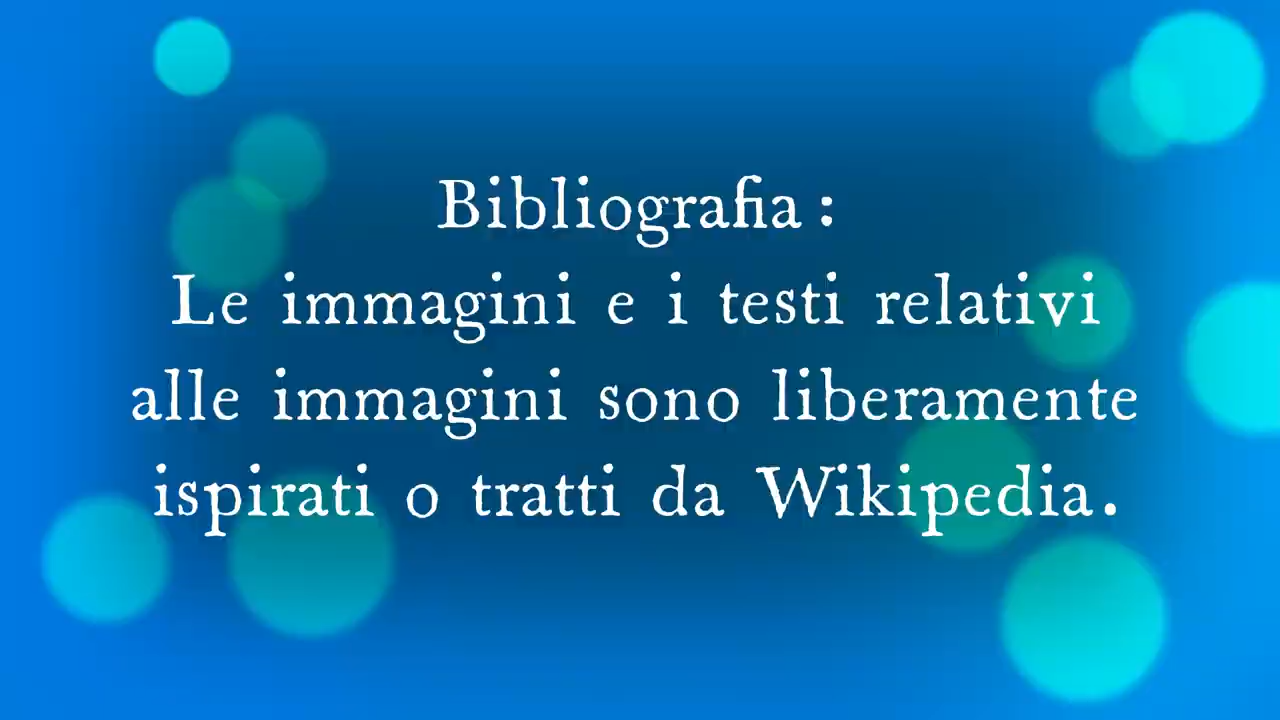 Bibliografia:
Le immagini e i testi relativi
alle immagini sono liberamente
ispirati o tratti da Wikipedia.